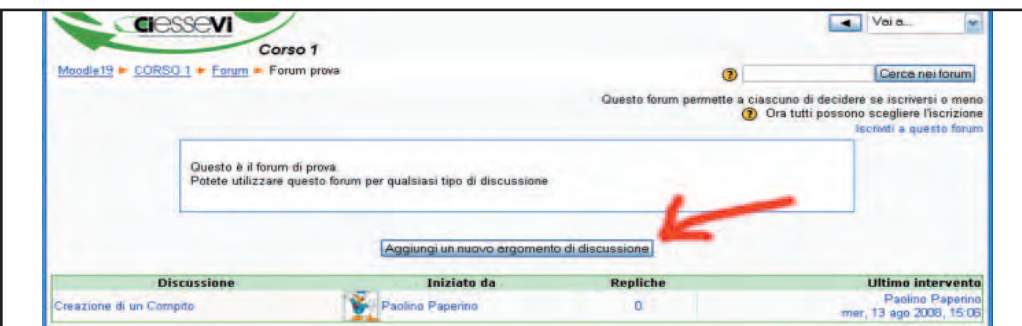 CiesseVi
Vai a...
Corso 1
Moodle19 Corso 1 Forum Forum prova
Cerca nei forum
Questo forum permette a ciascuno di decidere se iscriversi o meno
Ora tutti possono scegliere l'iscrizione
Iscriviti a questo forum
Questo è il forum di prova.
Potete utilizzare questo forum per qualsiasi tipo di discussione
Aggiungi un nuovo argomento di discussione
Discussione Iniziato da Repliche Ultimo intervento
Creazione di un Compito Paolino Paperino 0 Paolino Paperino
mer, 13 ago 2008, 15:06